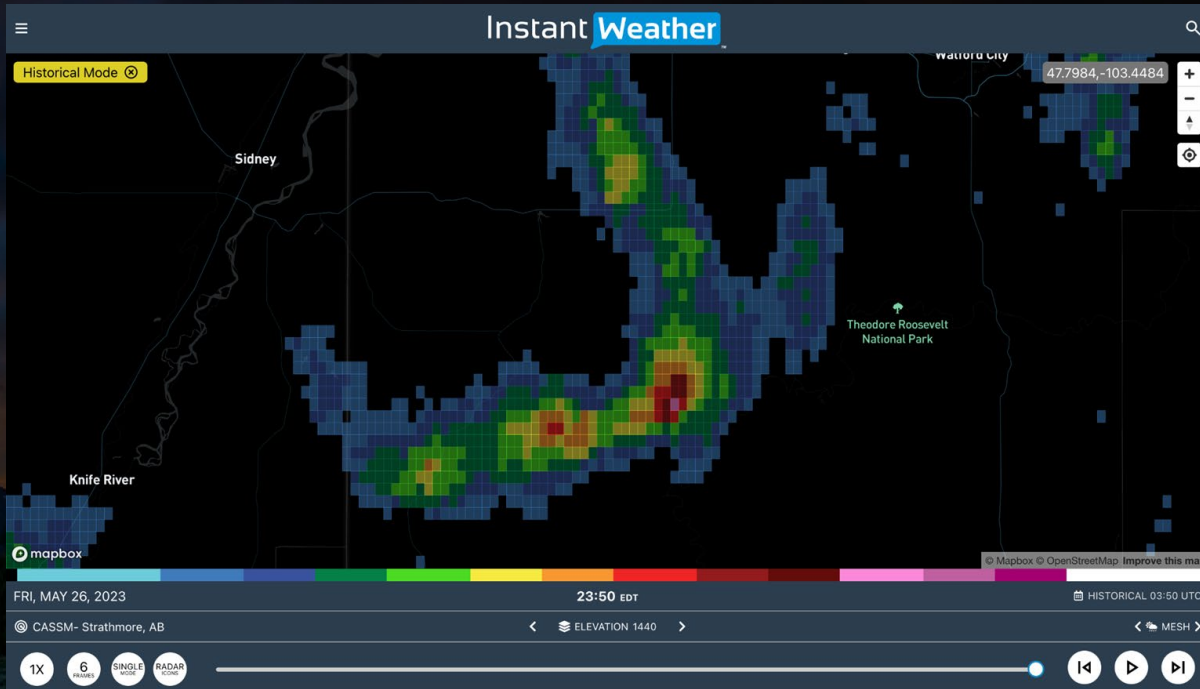 Instant Weather
Historical Mode
Watford City
47.7984,-103.4484
Sidney
Theodore Roosevelt
National Park
Knife River
mapbox
© Mapbox © OpenStreetMap Improve this ma
FRI, MAY 26, 2023
23:50 EDT
HISTORICAL 03:50 UTC
CASSM- Strathmore, AB
ELEVATION 1440
MESH
1X
6
FRAMES
SINGLE
MODE
RADAR
ICONS